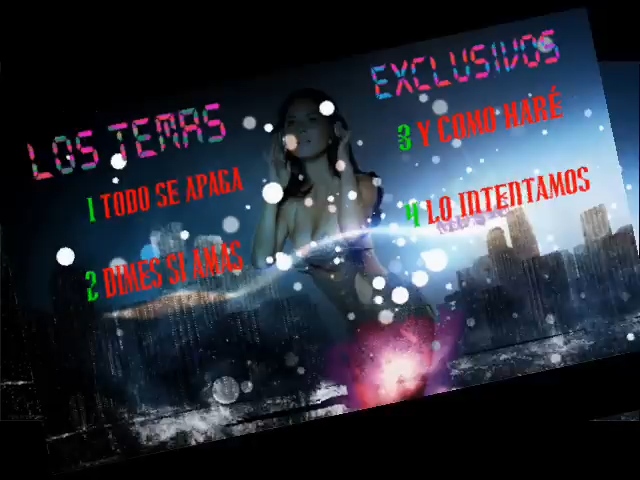 LOS TEMAS
EXCLUSIVOS
1 TODO SE APAGA
2 DIMES SI AMAS
3 Y COMO HARÉ
4 LO INTENTAMOS